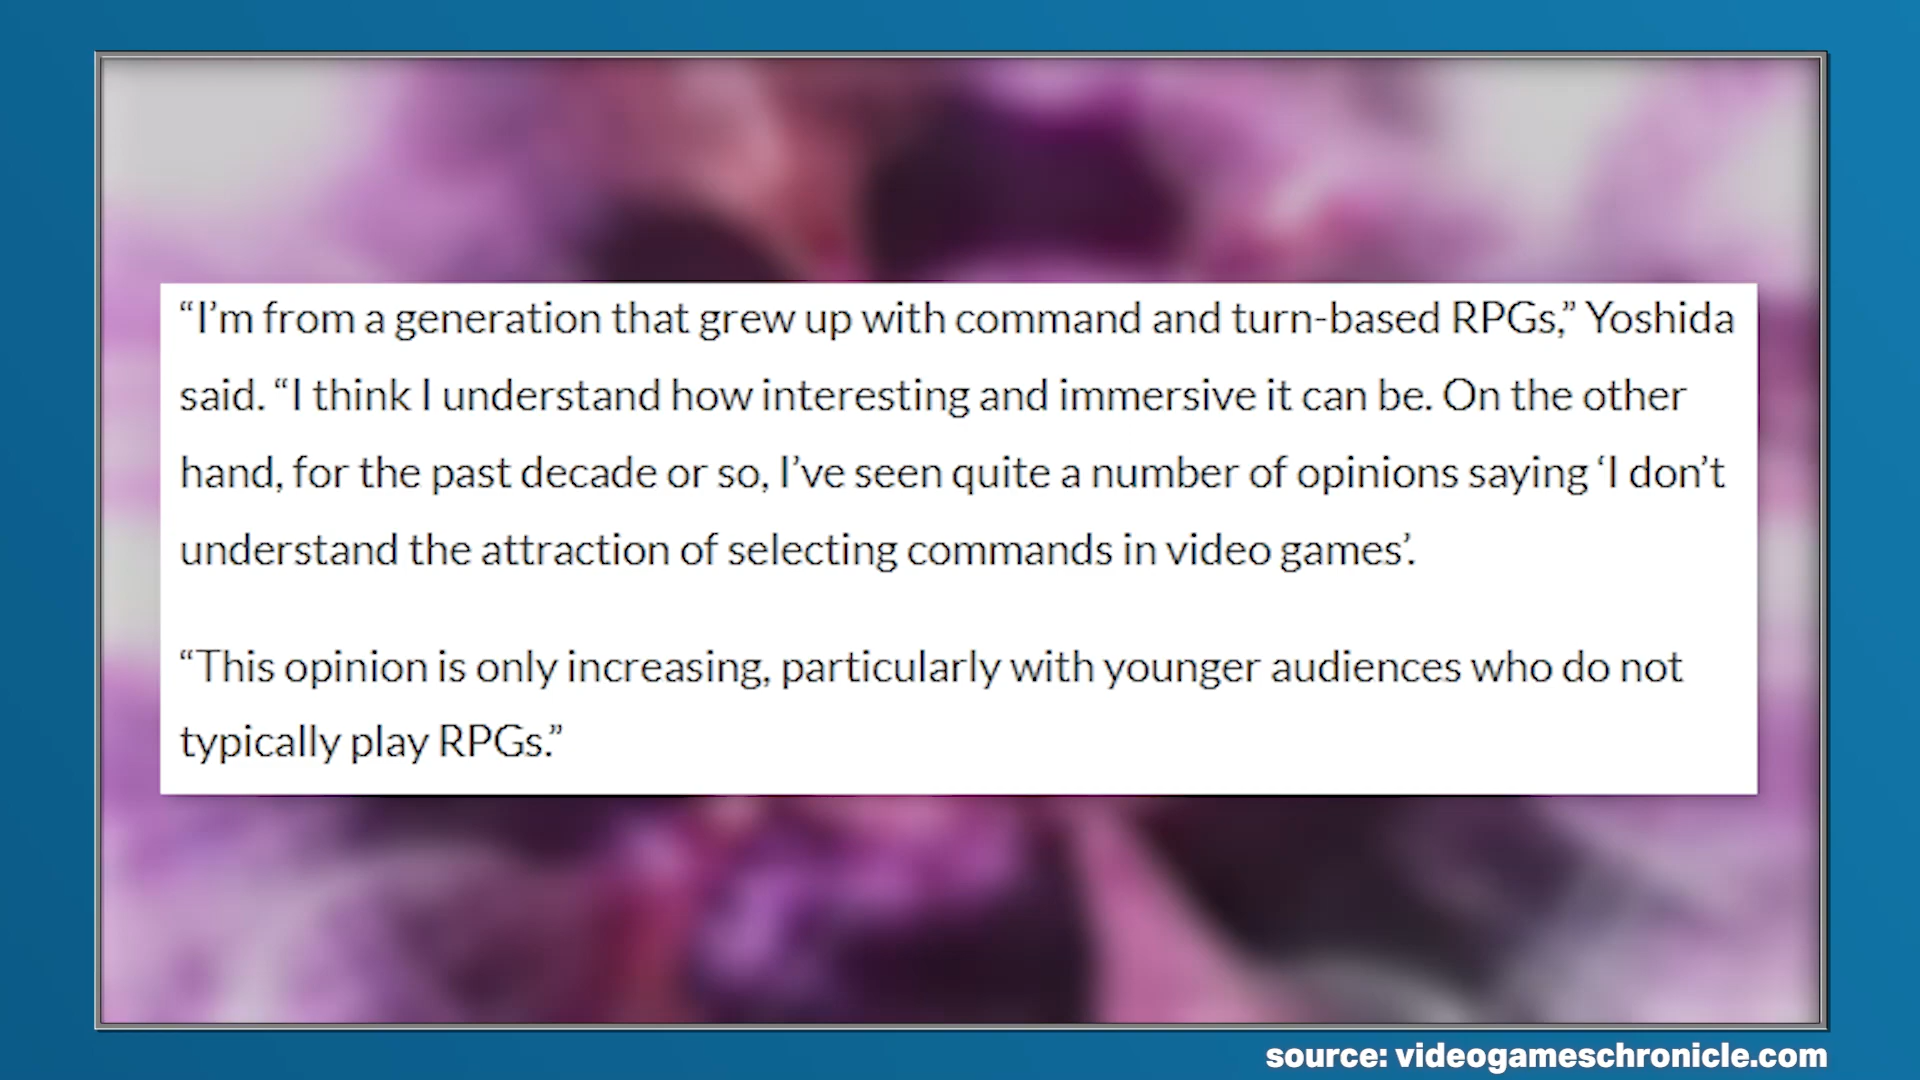 “I’m from a generation that grew up with command and turn-based RPGs,” Yoshida
said. “I think I understand how interesting and immersive it can be. On the other
hand, for the past decade or so, I’ve seen quite a number of opinions saying ‘I don’t
understand the attraction of selecting commands in video games’.
“This opinion is only increasing, particularly with younger audiences who do not
typically play RPGs.”
source: videogameschronicle.com